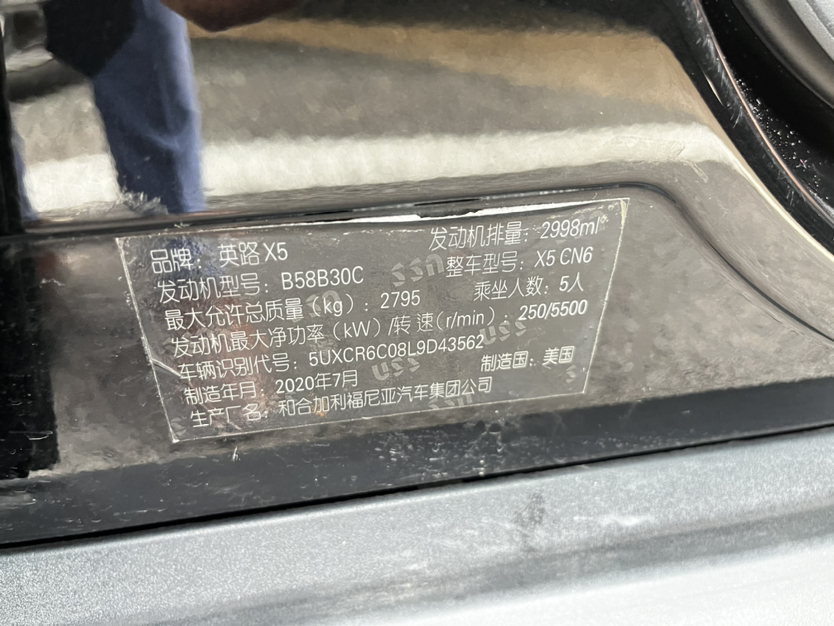 品牌：英路X5 发动机排量：2998ml
发动机型号：B58B30C 整车型号：X5 CN6
最大允许总质量（kg）：2795 乘坐人数：5人
发动机最大净功率（kW）/转 速(r/min）：250/5500
车辆识别代号：5UXCR6C08L9D43562
制造年月：2020年7月 制造国：美国
生产厂名：和合加利福尼亚汽车集团公司